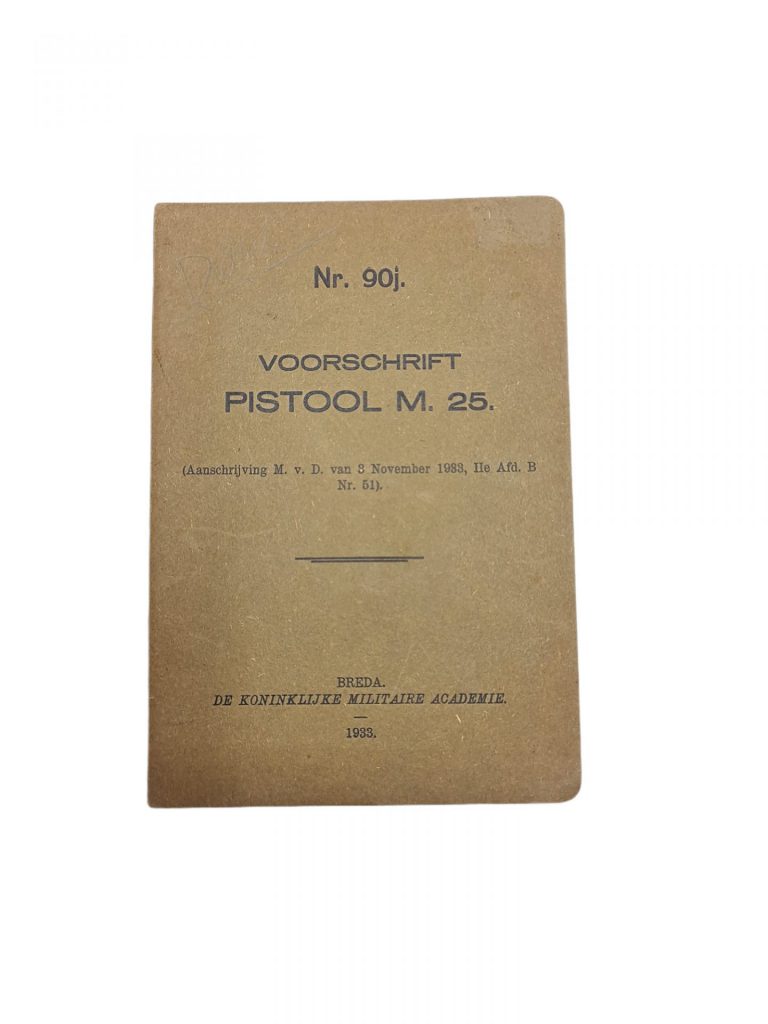 Nr. 90j.
VOORSCHRIFT
PISTOOL M. 25.
(Aanschrijving M. v. D. van 3 November 1933, IIe Afd. B
Nr. 51).
BREDA.
DE KONINKLIJKE MILITAIRE ACADEMIE.
1933.